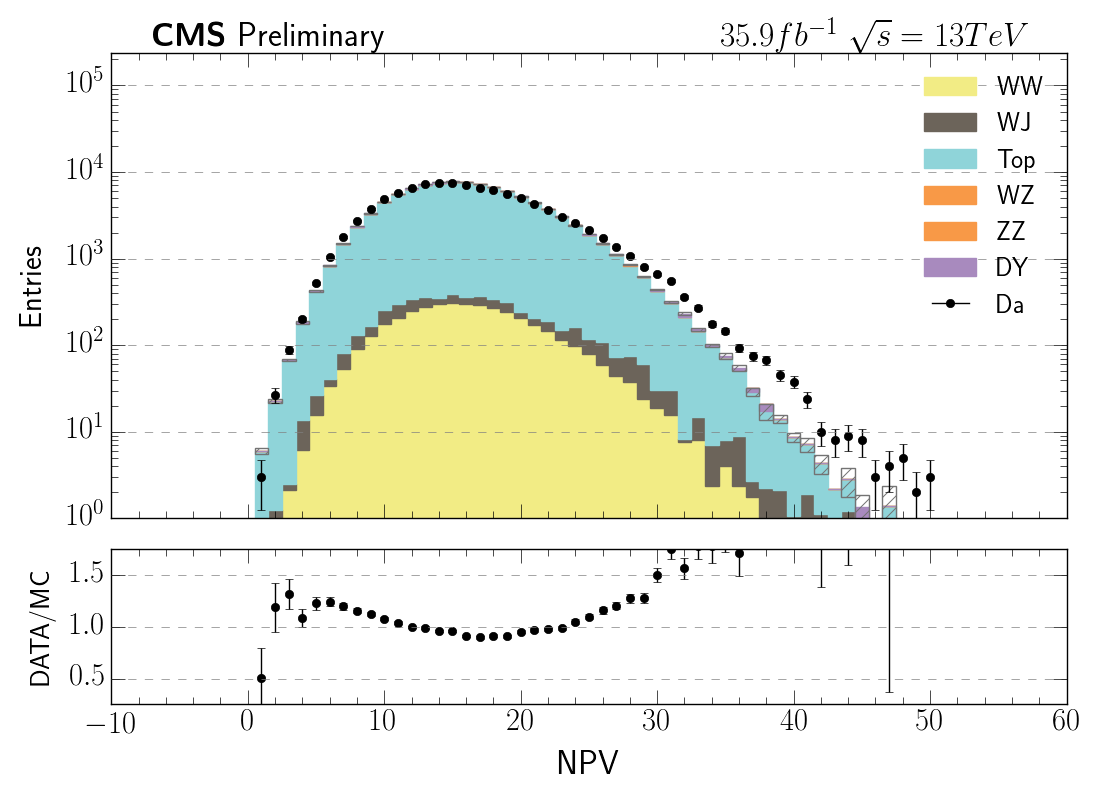 CMS Preliminary
35.9fb⁻¹ √s = 13TeV
Entries
10⁵
10⁴
10³
10²
10¹
10⁰
WW
WJ
Top
WZ
ZZ
DY
Da
DATA/MC
1.5
1.0
0.5
−10 0 10 20 30 40 50 60
NPV